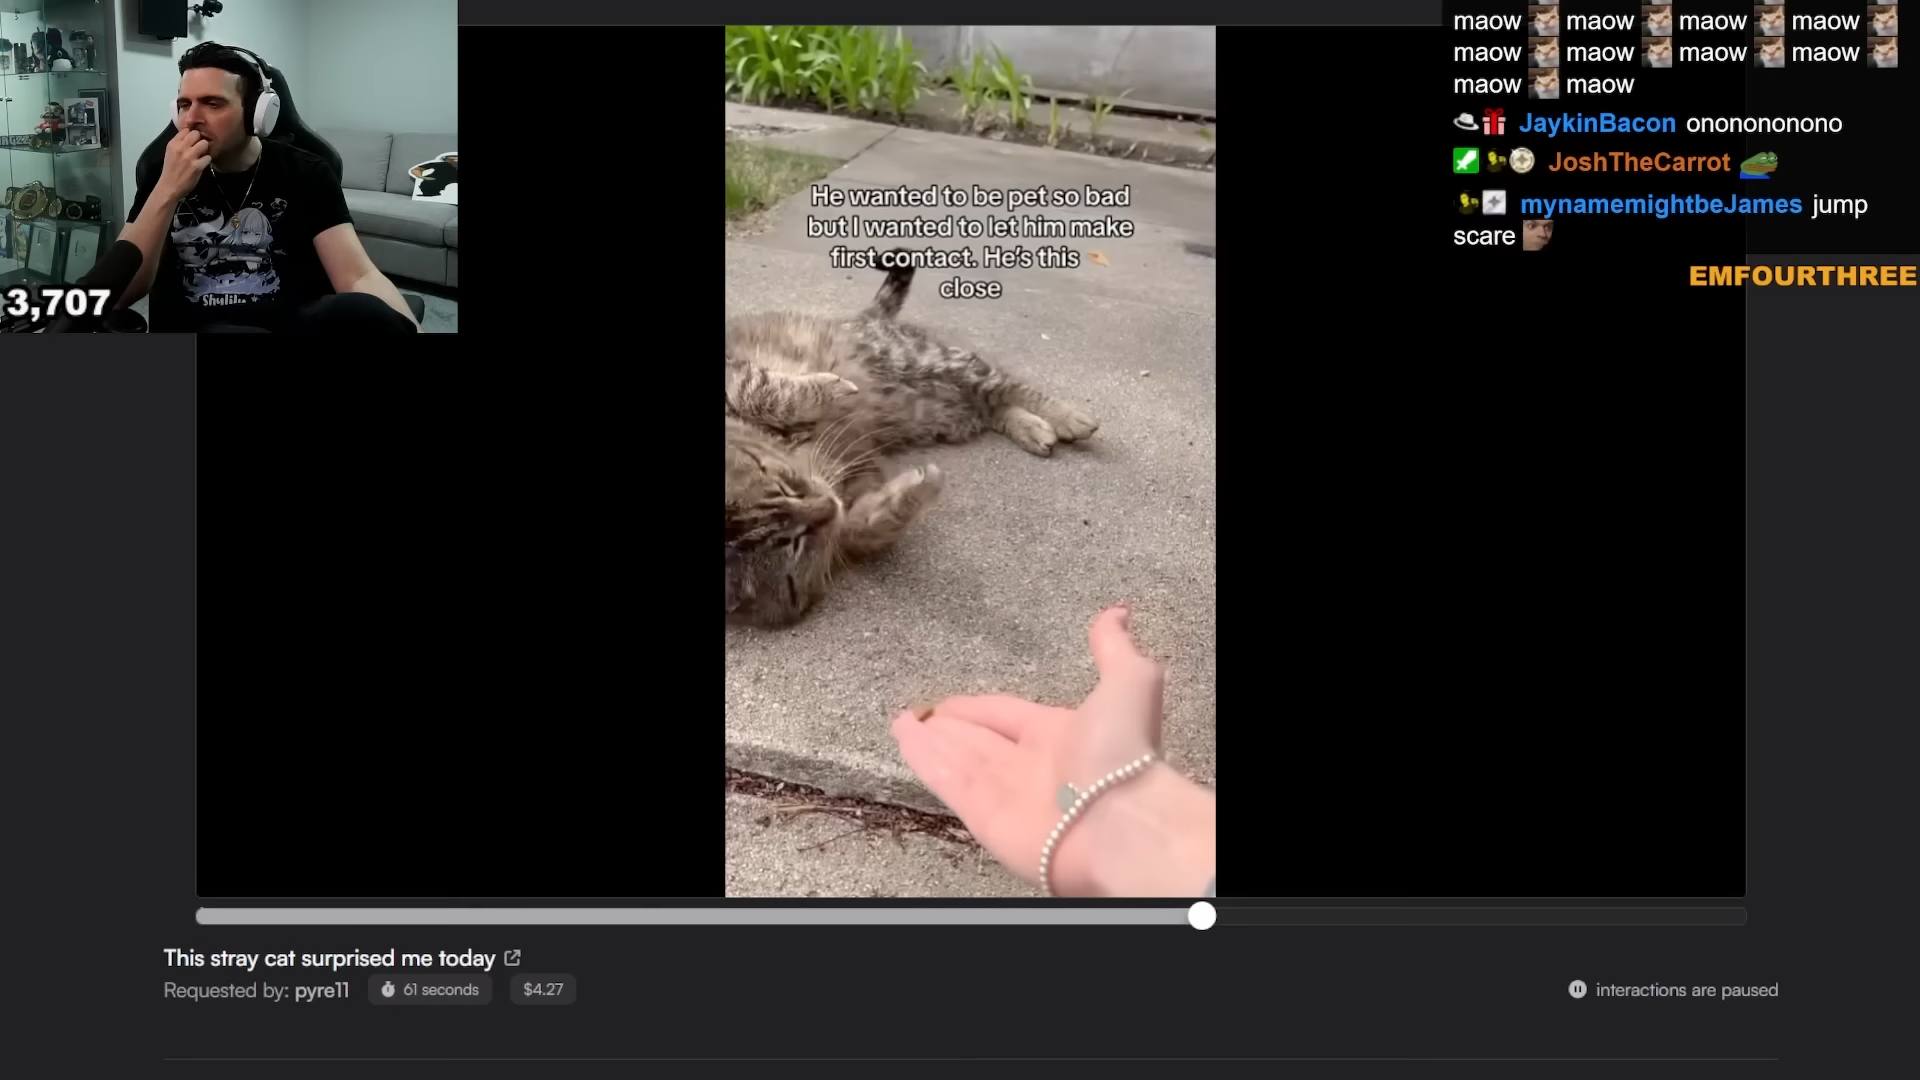 maow maow maow maow
maow maow maow maow
maow maow
JaykinBacon onononononono
JoshTheCarrot
mynamemightbeJames jump
scare
EMFOURTHREE
He wanted to be pet so bad
but I wanted to let him make
first contact. He's this
close
Shylily
3,707
This stray cat surprised me today
Requested by: pyre11 61 seconds $4.27
interactions are paused